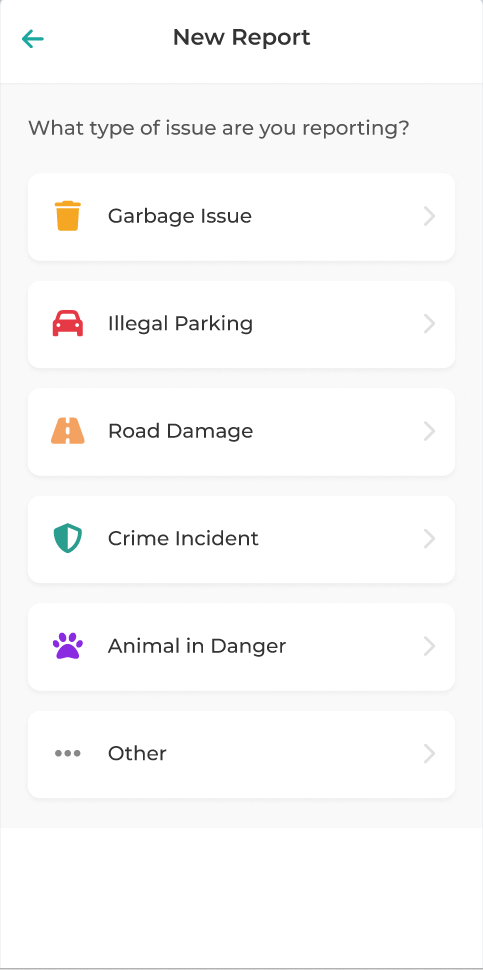 New Report
What type of issue are you reporting?
Garbage Issue
Illegal Parking
Road Damage
Crime Incident
Animal in Danger
Other